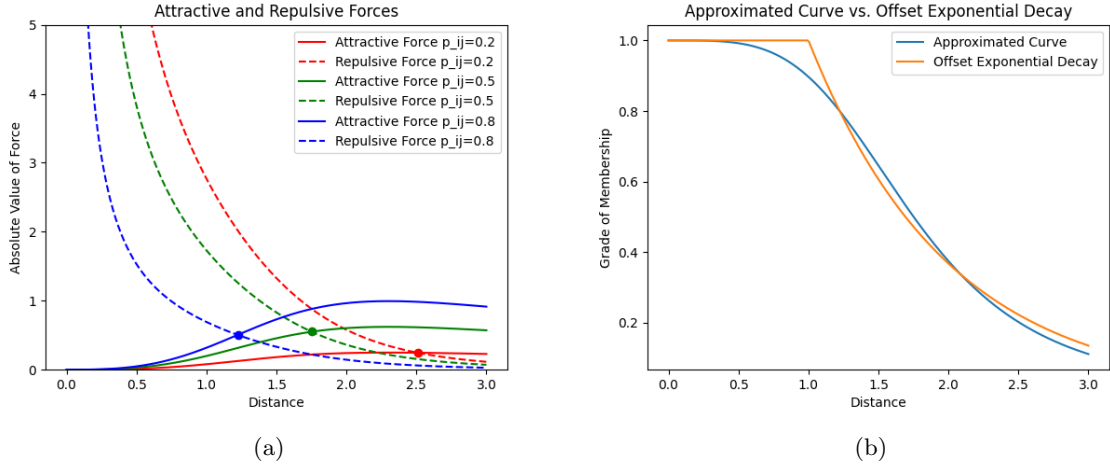 Attractive and Repulsive Forces
5
4
3
2
1
0
Absolute Value of Force
Attractive Force p_ij=0.2
Repulsive Force p_ij=0.2
Attractive Force p_ij=0.5
Repulsive Force p_ij=0.5
Attractive Force p_ij=0.8
Repulsive Force p_ij=0.8
0.0 0.5 1.0 1.5 2.0 2.5 3.0
Distance
(a)
Approximated Curve vs. Offset Exponential Decay
1.0
0.8
0.6
0.4
0.2
Grade of Membership
Approximated Curve
Offset Exponential Decay
0.0 0.5 1.0 1.5 2.0 2.5 3.0
Distance
(b)